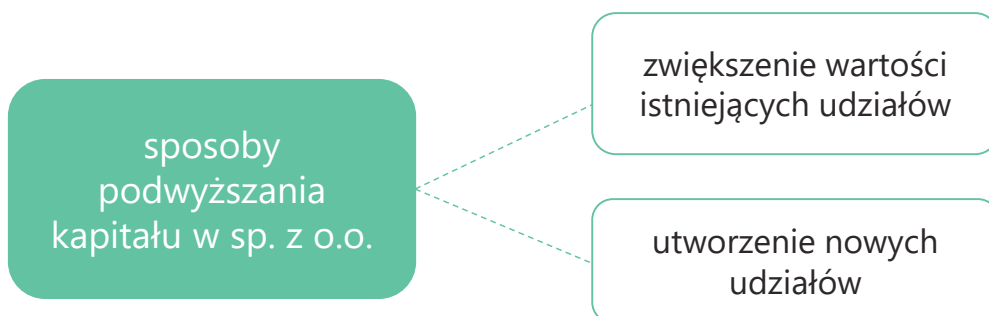 sposoby
podwyższania
kapitału w sp. z o.o.
zwiększenie wartości
istniejących udziałów
utworzenie nowych
udziałów